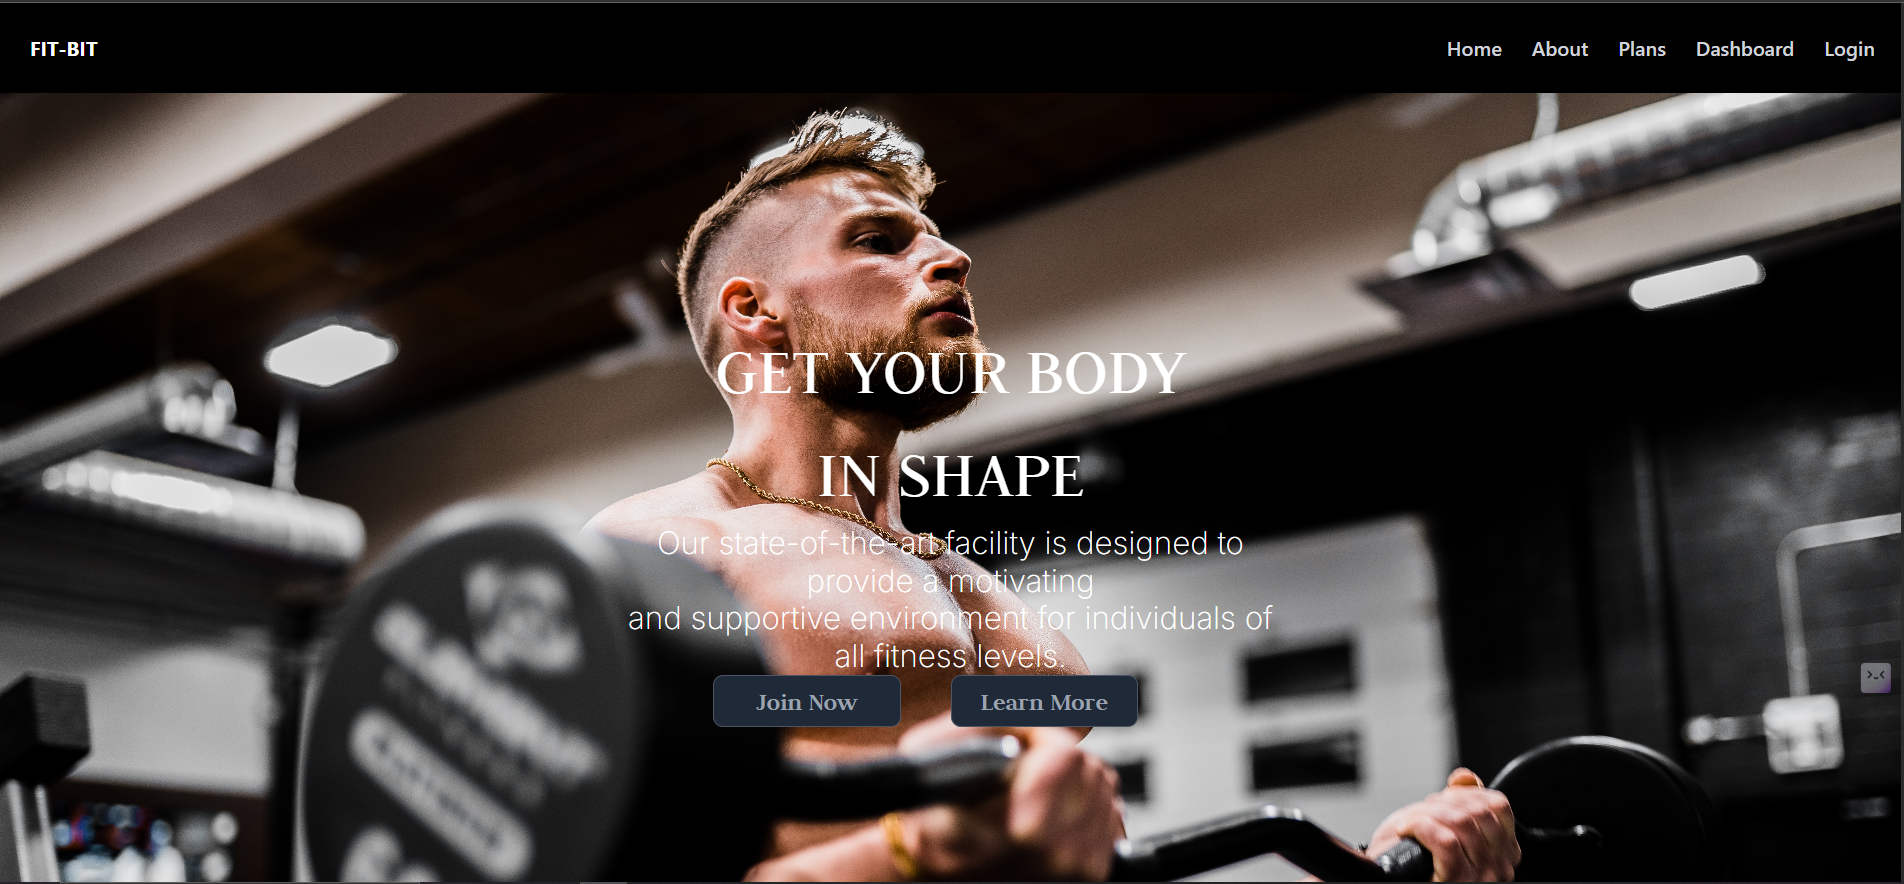 FIT-BIT
Home About Plans Dashboard Login
GET YOUR BODY
IN SHAPE
Our state-of-the-art facility is designed to
provide a motivating
and supportive environment for individuals of
all fitness levels.
Join Now Learn More